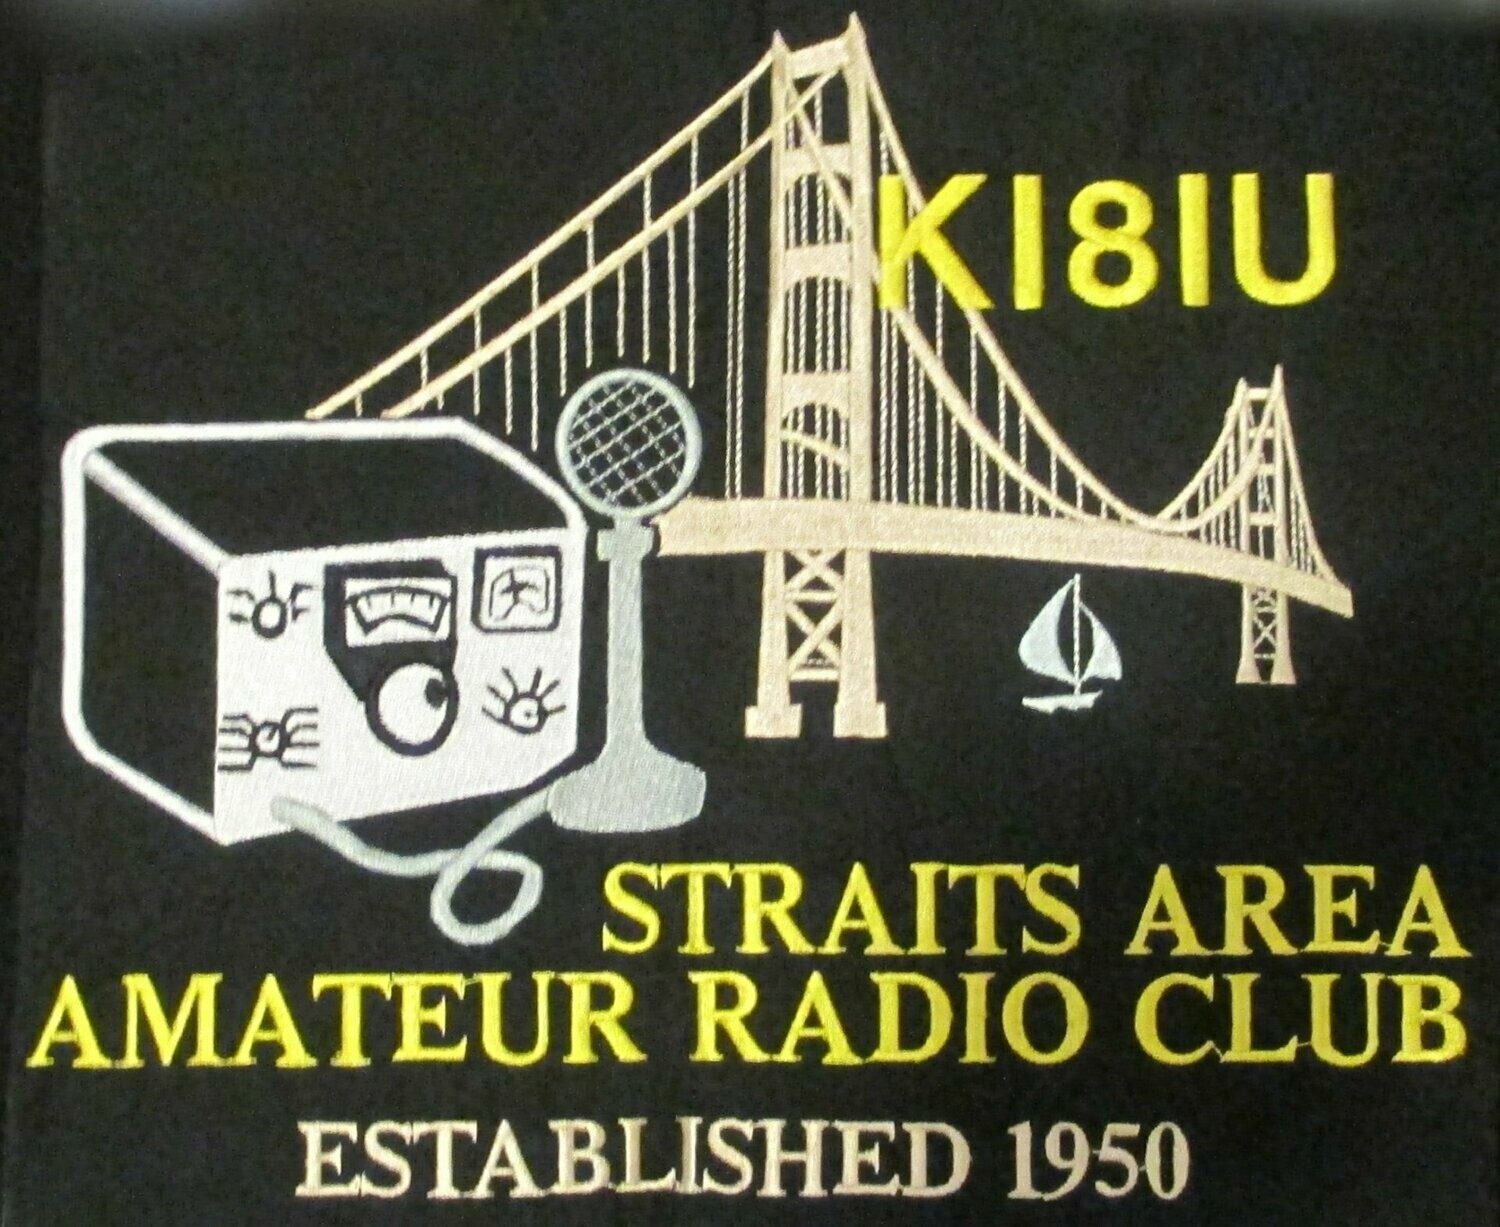 KI8IU
STRAITS AREA
AMATEUR RADIO CLUB
ESTABLISHED 1950